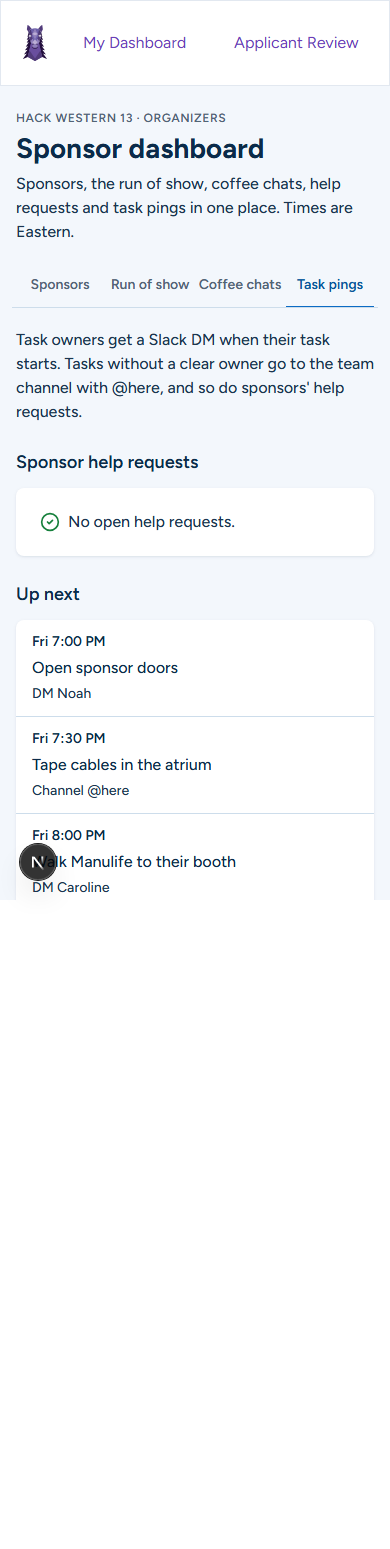 My Dashboard
Applicant Review
HACK WESTERN 13 · ORGANIZERS
Sponsor dashboard
Sponsors, the run of show, coffee chats, help
requests and task pings in one place. Times are
Eastern.
Sponsors
Run of show
Coffee chats
Task pings
Task owners get a Slack DM when their task
starts. Tasks without a clear owner go to the team
channel with @here, and so do sponsors' help
requests.
Sponsor help requests
No open help requests.
Up next
Fri 7:00 PM
Open sponsor doors
DM Noah
Fri 7:30 PM
Tape cables in the atrium
Channel @here
Fri 8:00 PM
N
Manulife to their booth
DM Caroline